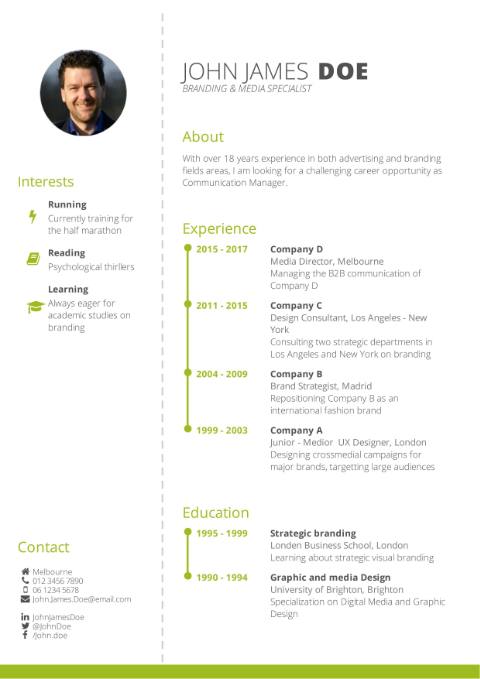 JOHN JAMES DOE
BRANDING & MEDIA SPECIALIST
About
With over 18 years experience in both advertising and branding
fields areas, I am looking for a challenging career opportunity as
Communication Manager.
Interests
Running
Currently training for
the half marathon
Reading
Psychological thirllers
Learning
Always eager for
academic studies on
branding
Contact
Melbourne
012 3456 7890
06 1234 5678
John.James.Doe@email.com
JohnJamesDoe
@JohnDoe
/john.doe
Experience
2015 - 2017
Company D
Media Director, Melbourne
Managing the B2B communication of
Company D
2011 - 2015
Company C
Design Consultant, Los Angeles - New
York
Consulting two strategic departments in
Los Angeles and New York on branding
2004 - 2009
Company B
Brand Strategist, Madrid
Repositioning Company B as an
international fashion brand
1999 - 2003
Company A
Junior - Medior UX Designer, London
Designing crossmedial campaigns for
major brands, targetting large audiences
Education
1995 - 1999
Strategic branding
Londen Business School, London
Learning about strategic visual branding
1990 - 1994
Graphic and media Design
University of Brighton, Brighton
Specialization on Digital Media and Graphic
Design